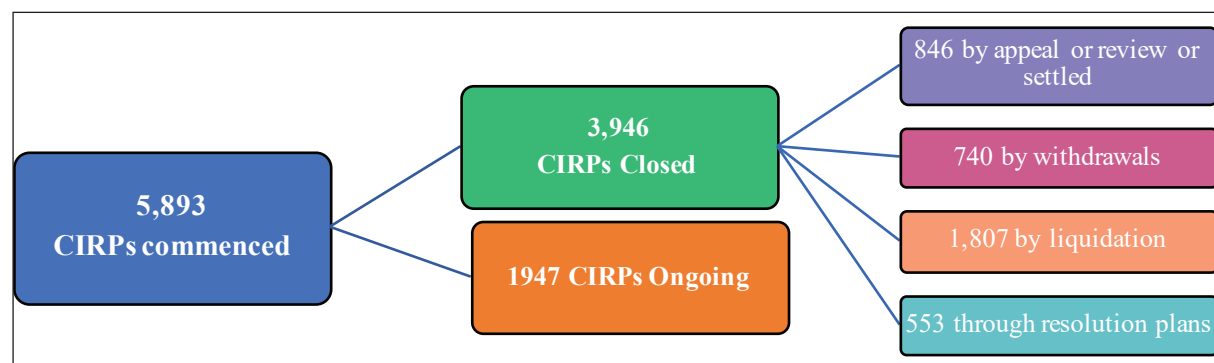 5,893
CIRPs commenced
3,946
CIRPs Closed
1947 CIRPs Ongoing
846 by appeal or review or
settled
740 by withdrawals
1,807 by liquidation
553 through resolution plans